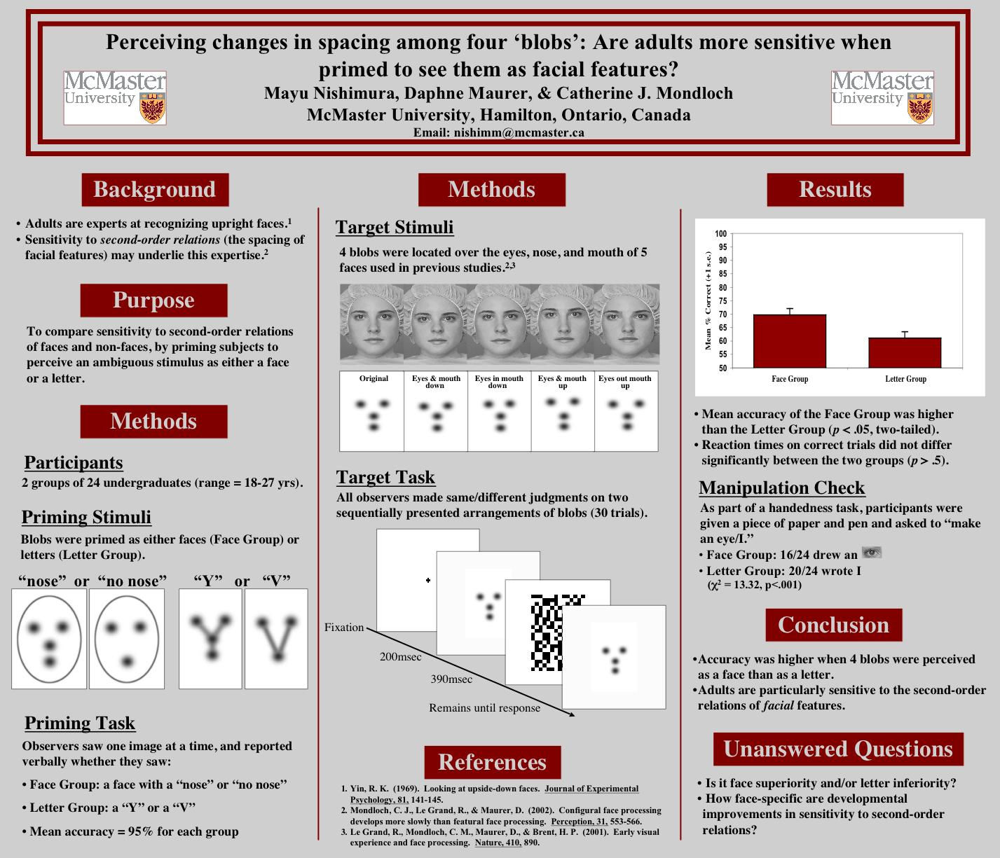 Perceiving changes in spacing among four ‘blobs’: Are adults more sensitive when
primed to see them as facial features?
Mayu Nishimura, Daphne Maurer, & Catherine J. Mondloch
McMaster University, Hamilton, Ontario, Canada
Email: nishimm@mcmaster.ca
McMaster
University
McMaster
University
Background
• Adults are experts at recognizing upright faces.¹
• Sensitivity to second-order relations (the spacing of
facial features) may underlie this expertise.²
Purpose
To compare sensitivity to second-order relations
of faces and non-faces, by priming subjects to
perceive an ambiguous stimulus as either a face
or a letter.
Methods
Participants
2 groups of 24 undergraduates (range = 18-27 yrs).
Priming Stimuli
Blobs were primed as either faces (Face Group) or
letters (Letter Group).
“nose” or “no nose” “Y” or “V”
Priming Task
Observers saw one image at a time, and reported
verbally whether they saw:
• Face Group: a face with a “nose” or “no nose”
• Letter Group: a “Y” or a “V”
• Mean accuracy = 95% for each group
Methods
Target Stimuli
4 blobs were located over the eyes, nose, and mouth of 5
faces used in previous studies.²,³
Original
Eyes & mouth
down
Eyes in mouth
down
Eyes & mouth
up
Eyes out mouth
up
Target Task
All observers made same/different judgments on two
sequentially presented arrangements of blobs (30 trials).
Fixation
200msec
390msec
Remains until response
References
1. Yin, R. K. (1969). Looking at upside-down faces. Journal of Experimental
Psychology, 81, 141-145.
2. Mondloch, C. J., Le Grand, R., & Maurer, D. (2002). Configural face processing
develops more slowly than featural face processing. Perception, 31, 553-566.
3. Le Grand, R., Mondloch, C. M., Maurer, D., & Brent, H. P. (2001). Early visual
experience and face processing. Nature, 410, 890.
Results
Mean % Correct (+1 s.e.)
100
95
90
85
80
75
70
65
60
55
50
Face Group
Letter Group
• Mean accuracy of the Face Group was higher
than the Letter Group (p < .05, two-tailed).
• Reaction times on correct trials did not differ
significantly between the two groups (p > .5).
Manipulation Check
As part of a handedness task, participants were
given a piece of paper and pen and asked to “make
an eye/I.”
• Face Group: 16/24 drew an
• Letter Group: 20/24 wrote I
(χ² = 13.32, p<.001)
Conclusion
•Accuracy was higher when 4 blobs were perceived
as a face than as a letter.
•Adults are particularly sensitive to the second-order
relations of facial features.
Unanswered Questions
• Is it face superiority and/or letter inferiority?
• How face-specific are developmental
improvements in sensitivity to second-order
relations?